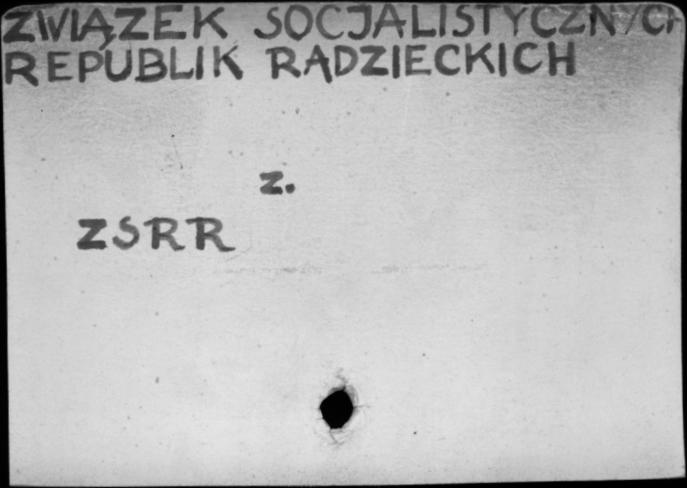 ZWIĄZEK SOCJALISTYCZNYCH
REPUBLIK RADZIECKICH
z.
ZSRR